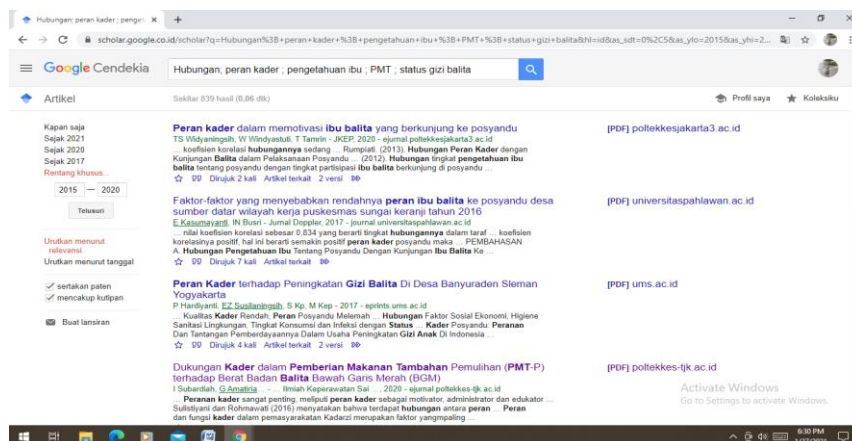 Hubungan; peran kader ; penget
scholar.google.co.id/scholar?q=Hubungan%3B+peran+kader+%3B+pengetahuan+ibu+%3B+PMT+%3B+status+gizi+balita&hl=id&as_sdt=0%2C5&as_ylo=2015&as_yhi=2...
Google Cendekia
Hubungan; peran kader ; pengetahuan ibu ; PMT ; status gizi balita
Artikel
Sekitar 839 hasil (0,06 dtk)
Profil saya
Koleksiku
Kapan saja
Sejak 2021
Sejak 2020
Sejak 2017
Rentang khusus...
2015 — 2020
Telusuri
Urutkan menurut
relevansi
Urutkan menurut tanggal
sertakan paten
mencakup kutipan
Buat lansiran
Peran kader dalam memotivasi ibu balita yang berkunjung ke posyandu
TS Widyaningsih, W Windyastuti, T Tamrin - JKEP, 2020 - ejurnal.poltekkesjakarta3.ac.id
... koefisien korelasi hubungannya sedang ... Rumpiati. (2013). Hubungan Peran Kader dengan
Kunjungan Balita dalam Pelaksanaan Posyandu ... (2012). Hubungan tingkat pengetahuan ibu
balita tentang posyandu dengan tingkat partisipasi ibu balita berkunjung di posyandu ...
Dirujuk 2 kali Artikel terkait 2 versi
[PDF] poltekkesjakarta3.ac.id
Faktor-faktor yang menyebabkan rendahnya peran ibu balita ke posyandu desa
sumber datar wilayah kerja puskesmas sungai keranji tahun 2016
E Kasumayanti, IN Busri - Jurnal Doppler, 2017 - journal.universitaspahlawan.ac.id
... nilai koefisien korelasi sebesar 0,834 yang berarti tingkat hubungannya dalam taraf ... koefisien
korelasinya positif, hal ini berarti semakin positif peran kader posyandu maka ... PEMBAHASAN
A. Hubungan Pengetahuan Ibu Tentang Posyandu Dengan Kunjungan Ibu Balita Ke ...
Dirujuk 7 kali Artikel terkait
[PDF] universitaspahlawan.ac.id
Peran Kader terhadap Peningkatan Gizi Balita Di Desa Banyuraden Sleman
Yogyakarta
P Hardiyanti, EZ Susilaningsih, S Kp, M Kep - 2017 - eprints.ums.ac.id
... Kualitas Kader Rendah, Peran Posyandu Melemah ... Hubungan Faktor Sosial Ekonomi, Higiene
Sanitasi Lingkungan, Tingkat Konsumsi dan Infeksi dengan Status ... Kader Posyandu: Peranan
Dan Tantangan Pemberdayaannya Dalam Usaha Peningkatan Gizi Anak Di Indonesia ...
Dirujuk 4 kali Artikel terkait 2 versi
[PDF] ums.ac.id
Dukungan Kader dalam Pemberian Makanan Tambahan Pemulihan (PMT-P)
terhadap Berat Badan Balita Bawah Garis Merah (BGM)
I Subardiah, G Amatiria... - ... Ilmiah Keperawatan Sai ..., 2020 - ejurnal.poltekkes-tjk.ac.id
... Peranan kader sangat penting, meliputi peran kader sebagai motivator, administrator dan edukator ...
Sulistiyani dan Rohmawati (2016) menyatakan bahwa terdapat hubungan antara peran ... Peran
dan fungsi kader dalam pemasyarakatan Kadarzi merupakan faktor yangmpaling ...
[PDF] poltekkes-tjk.ac.id
Activate Windows
Go to Settings to activate Windows.
6:30 PM